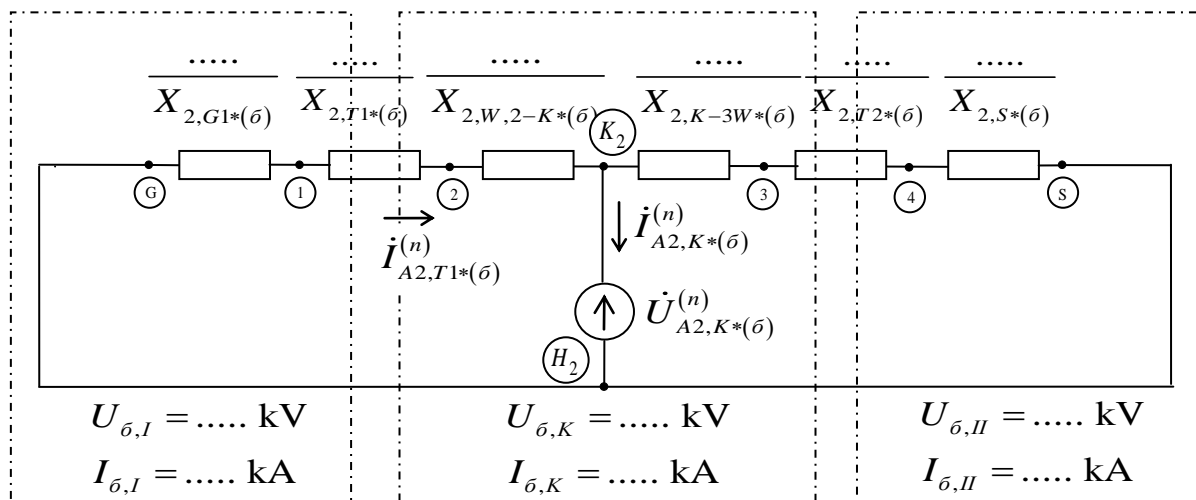 ..... ..... ..... ..... ..... .....
X₂,G1*(б) X₂,T1*(б) X₂,W,2−K*(б) X₂,K−3W*(б) X₂,T2*(б) X₂,S*(б)
K₂
G 1 2 3 4 S
İ⁽ⁿ⁾A2,T1*(б)
İ⁽ⁿ⁾A2,K*(б)
U̇⁽ⁿ⁾A2,K*(б)
H₂
Uб,I = ..... kV Uб,K = ..... kV Uб,II = ..... kV
Iб,I = ..... kA Iб,K = ..... kA Iб,II = ..... kA